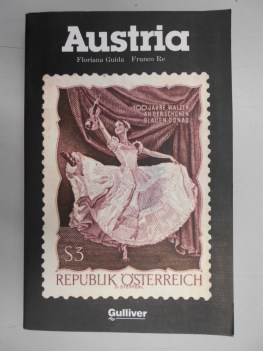 Austria
Floriana Guida Franco Re
100 JAHRE WALZER
AN DER SCHÖNEN
BLAUEN DONAU
S3
REPUBLIK ÖSTERREICH
Gulliver